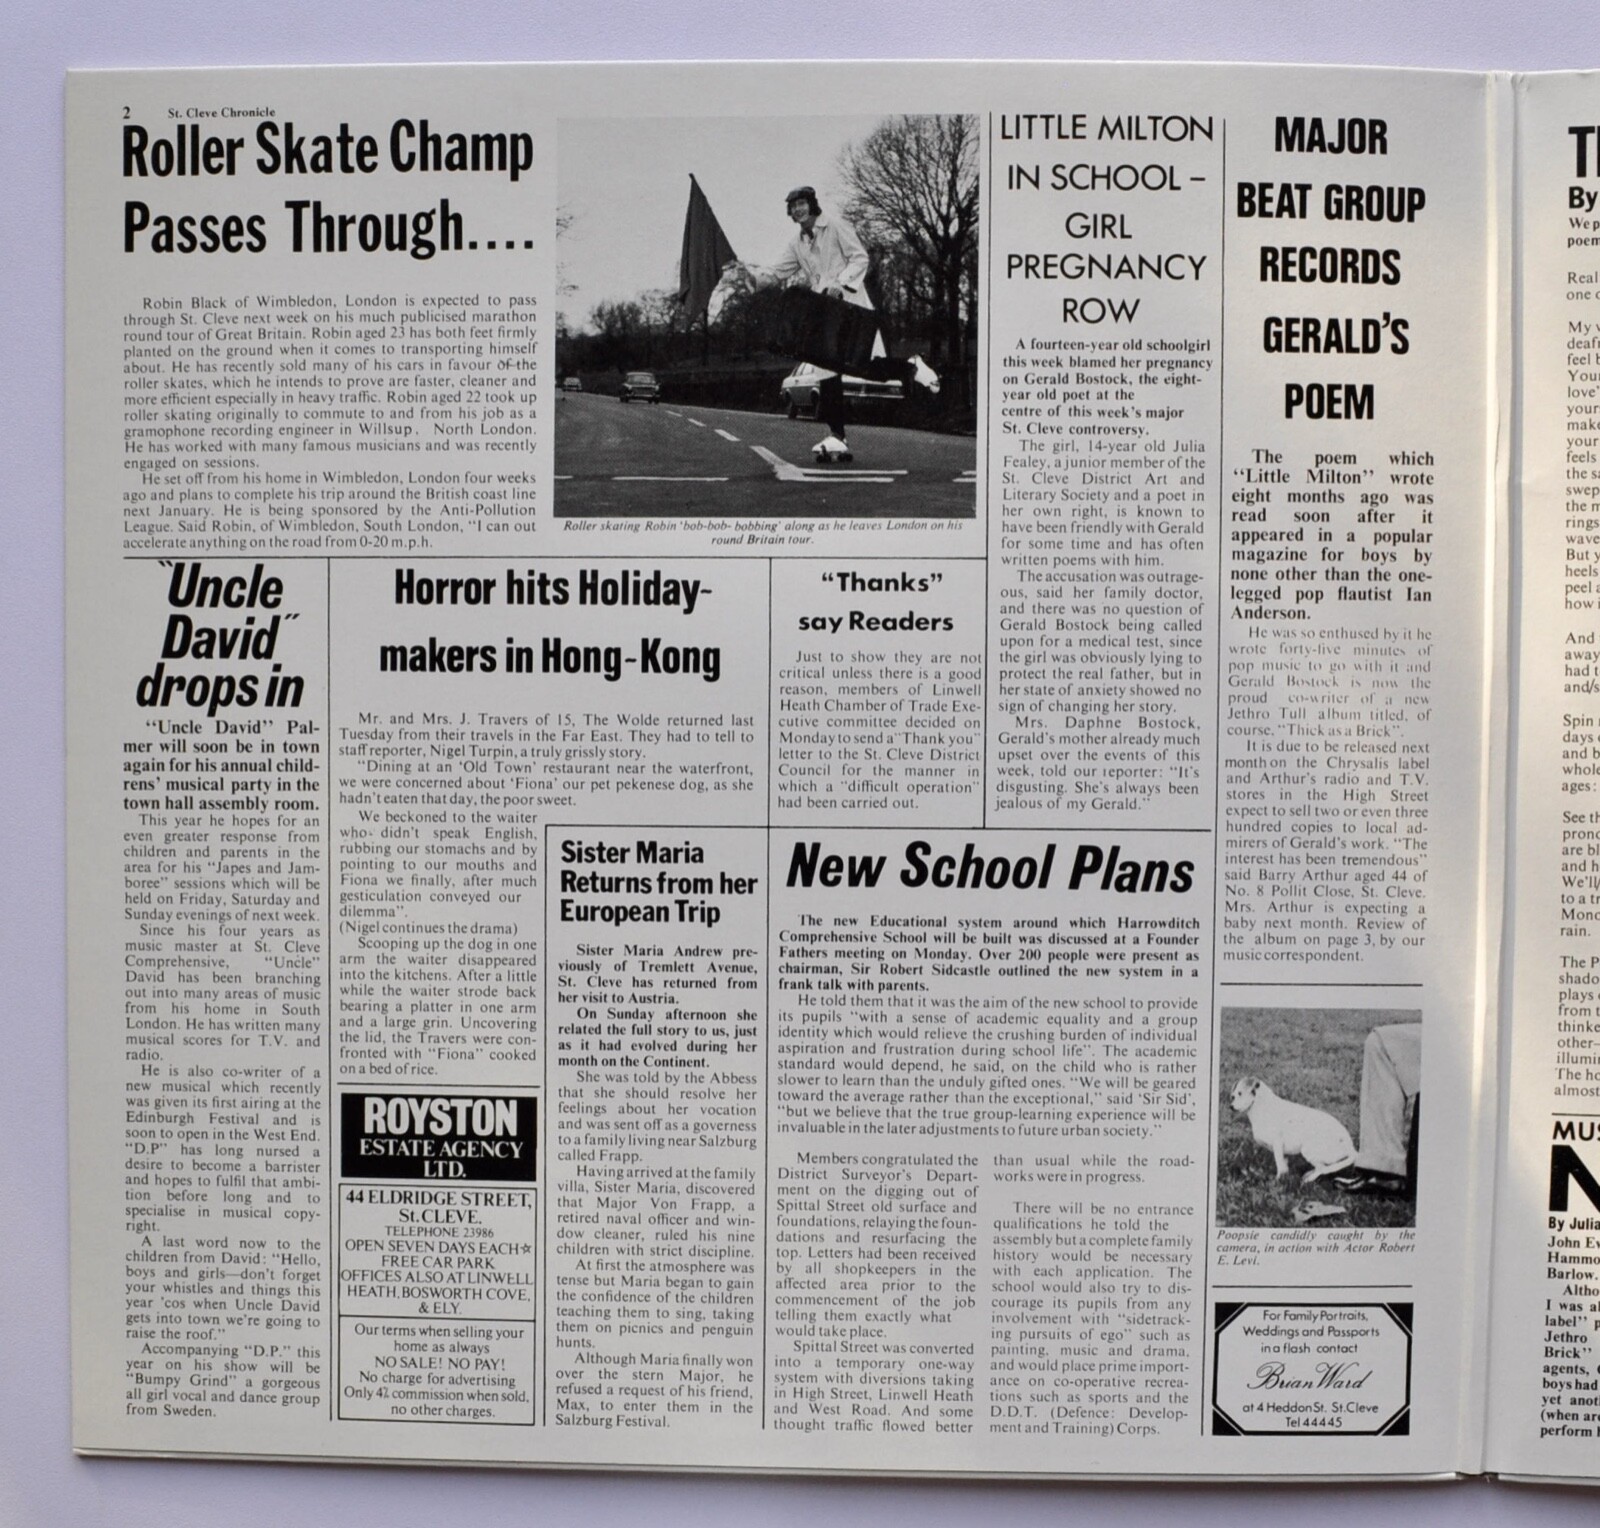 2 St. Cleve Chronicle
Roller Skate Champ
Passes Through....
Robin Black of Wimbledon, London is expected to pass
through St. Cleve next week on his much publicised marathon
round tour of Great Britain. Robin aged 23 has both feet firmly
planted on the ground when it comes to transporting himself
about. He has recently sold many of his cars in favour of the
roller skates, which he intends to prove are faster, cleaner and
more efficient especially in heavy traffic. Robin aged 22 took up
roller skating originally to commute to and from his job as a
gramophone recording engineer in Willsup. North London.
He has worked with many famous musicians and was recently
engaged on sessions.
He set off from his home in Wimbledon, London four weeks
ago and plans to complete his trip around the British coast line
next January. He is being sponsored by the Anti-Pollution
League. Said Robin, of Wimbledon, South London, "I can out
accelerate anything on the road from 0-20 m.p.h.
Roller skating Robin 'bob-bob- bobbing' along as he leaves London on his
round Britain tour.
LITTLE MILTON
IN SCHOOL –
GIRL
PREGNANCY
ROW
A fourteen-year old schoolgirl
this week blamed her pregnancy
on Gerald Bostock, the eight-
year old poet at the
centre of this week's major
St. Cleve controversy.
The girl, 14-year old Julia
Fealey, a junior member of the
St. Cleve District Art and
Literary Society and a poet in
her own right, is known to
have been friendly with Gerald
for some time and has often
written poems with him.
The accusation was outrage-
ous, said her family doctor,
and there was no question of
Gerald Bostock being called
upon for a medical test, since
the girl was obviously lying to
protect the real father, but in
her state of anxiety showed no
sign of changing her story.
Mrs. Daphne Bostock,
Gerald's mother already much
upset over the events of this
week, told our reporter: "It's
disgusting. She's always been
jealous of my Gerald."
MAJOR
BEAT GROUP
RECORDS
GERALD'S
POEM
The poem which
"Little Milton" wrote
eight months ago was
read soon after it
appeared in a popular
magazine for boys by
none other than the one-
legged pop flautist Ian
Anderson.
He was so enthused by it he
wrote forty-five minutes of
pop music to go with it and
Gerald Bostock is now the
proud co-writer of a new
Jethro Tull album titled, of
course, "Thick as a Brick".
It is due to be released next
month on the Chrysalis label
and Arthur's radio and T.V.
stores in the High Street
expect to sell two or even three
hundred copies to local ad-
mirers of Gerald's work. "The
interest has been tremendous"
said Barry Arthur aged 44 of
No. 8 Pollit Close, St. Cleve.
Mrs. Arthur is expecting a
baby next month. Review of
the album on page 3, by our
music correspondent.
"Uncle
David"
drops in
"Uncle David" Pal-
mer will soon be in town
again for his annual child-
rens' musical party in the
town hall assembly room.
This year he hopes for an
even greater response from
children and parents in the
area for his "Japes and Jam-
boree" sessions which will be
held on Friday, Saturday and
Sunday evenings of next week.
Since his four years as
music master at St. Cleve
Comprehensive, "Uncle"
David has been branching
out into many areas of music
from his home in South
London. He has written many
musical scores for T.V. and
radio.
He is also co-writer of a
new musical which recently
was given its first airing at the
Edinburgh Festival and is
soon to open in the West End.
"D.P" has long nursed a
desire to become a barrister
and hopes to fulfil that ambi-
tion before long and to
specialise in musical copy-
right.
A last word now to the
children from David: "Hello,
boys and girls—don't forget
your whistles and things this
year 'cos when Uncle David
gets into town we're going to
raise the roof."
Accompanying "D.P." this
year on his show will be
"Bumpy Grind" a gorgeous
all girl vocal and dance group
from Sweden.
Horror hits Holiday-
makers in Hong-Kong
Mr. and Mrs. J. Travers of 15, The Wolde returned last
Tuesday from their travels in the Far East. They had to tell to
staff reporter, Nigel Turpin, a truly grissly story.
"Dining at an 'Old Town' restaurant near the waterfront,
we were concerned about 'Fiona' our pet pekenese dog, as she
hadn't eaten that day, the poor sweet.
We beckoned to the waiter
who didn't speak English,
rubbing our stomachs and by
pointing to our mouths and
Fiona we finally, after much
gesticulation conveyed our
dilemma".
(Nigel continues the drama)
Scooping up the dog in one
arm the waiter disappeared
into the kitchens. After a little
while the waiter strode back
bearing a platter in one arm
and a large grin. Uncovering
the lid, the Travers were con-
fronted with "Fiona" cooked
on a bed of rice.
ROYSTON
ESTATE AGENCY
LTD.
44 ELDRIDGE STREET,
St. CLEVE.
TELEPHONE 23986
OPEN SEVEN DAYS EACH☆
FREE CAR PARK
OFFICES ALSO AT LINWELL
HEATH, BOSWORTH COVE,
& ELY.
Our terms when selling your
home as always
NO SALE! NO PAY!
No charge for advertising
Only 4% commission when sold,
no other charges.
"Thanks"
say Readers
Just to show they are not
critical unless there is a good
reason, members of Linwell
Heath Chamber of Trade Exe-
cutive committee decided on
Monday to send a "Thank you"
letter to the St. Cleve District
Council for the manner in
which a "difficult operation"
had been carried out.
Sister Maria
Returns from her
European Trip
Sister Maria Andrew pre-
viously of Tremlett Avenue,
St. Cleve has returned from
her visit to Austria.
On Sunday afternoon she
related the full story to us, just
as it had evolved during her
month on the Continent.
She was told by the Abbess
that she should resolve her
feelings about her vocation
and was sent off as a governess
to a family living near Salzburg
called Frapp.
Having arrived at the family
villa, Sister Maria, discovered
that Major Von Frapp, a
retired naval officer and win-
dow cleaner, ruled his nine
children with strict discipline.
At first the atmosphere was
tense but Maria began to gain
the confidence of the children
teaching them to sing, taking
them on picnics and penguin
hunts.
Although Maria finally won
over the stern Major, he
refused a request of his friend,
Max, to enter them in the
Salzburg Festival.
New School Plans
The new Educational system around which Harrowditch
Comprehensive School will be built was discussed at a Founder
Fathers meeting on Monday. Over 200 people were present as
chairman, Sir Robert Sidcastle outlined the new system in a
frank talk with parents.
He told them that it was the aim of the new school to provide
its pupils "with a sense of academic equality and a group
identity which would relieve the crushing burden of individual
aspiration and frustration during school life". The academic
standard would depend, he said, on the child who is rather
slower to learn than the unduly gifted ones. "We will be geared
toward the average rather than the exceptional," said 'Sir Sid',
"but we believe that the true group-learning experience will be
invaluable in the later adjustments to future urban society."
Members congratulated the
District Surveyor's Depart-
ment on the digging out of
Spittal Street old surface and
foundations, relaying the foun-
dations and resurfacing the
top. Letters had been received
by all shopkeepers in the
affected area prior to the
commencement of the job
telling them exactly what
would take place.
Spittal Street was converted
into a temporary one-way
system with diversions taking
in High Street, Linwell Heath
and West Road. And some
thought traffic flowed better
than usual while the road-
works were in progress.
There will be no entrance
qualifications he told the
assembly but a complete family
history would be necessary
with each application. The
school would also try to dis-
courage its pupils from any
involvement with "sidetrack-
ing pursuits of ego" such as
painting, music and drama,
and would place prime import-
ance on co-operative recrea-
tions such as sports and the
D.D.T. (Defence: Develop-
ment and Training) Corps.
Poopsie candidly caught by the
camera, in action with Actor Robert
E. Levi.
For Family Portraits,
Weddings and Passports
in a flash contact
Brian Ward
at 4 Heddon St. St.Cleve
Tel 44445
By
We p
poem
Real
one
My
deaf
feel
Your
love'
your
make
your
feels
the
swep
the
rings
wave
But
heels
peel
how
And
away
had
and/s
Spin
days
and
whole
ages:
See
pron
are
and
We'll
to a
Mono
rain.
The
shado
plays
from
thinke
other
illumi
The
almost
MUS
By Julia
John
Hammo
Barlow.
Altho
I was
label"
Jethro
Brick"
agents,
boys had
yet
(when
perform